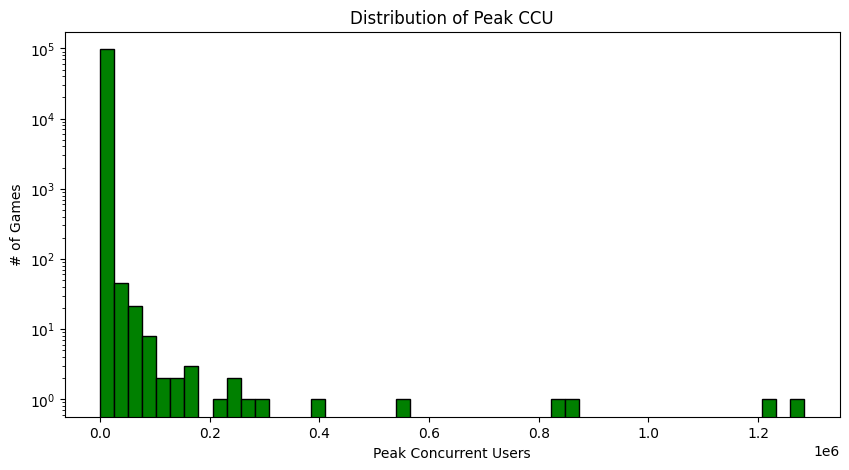 Distribution of Peak CCU
10^5
10^4
10^3
10^2
10^1
10^0
# of Games
0.0 0.2 0.4 0.6 0.8 1.0 1.2
1e6
Peak Concurrent Users